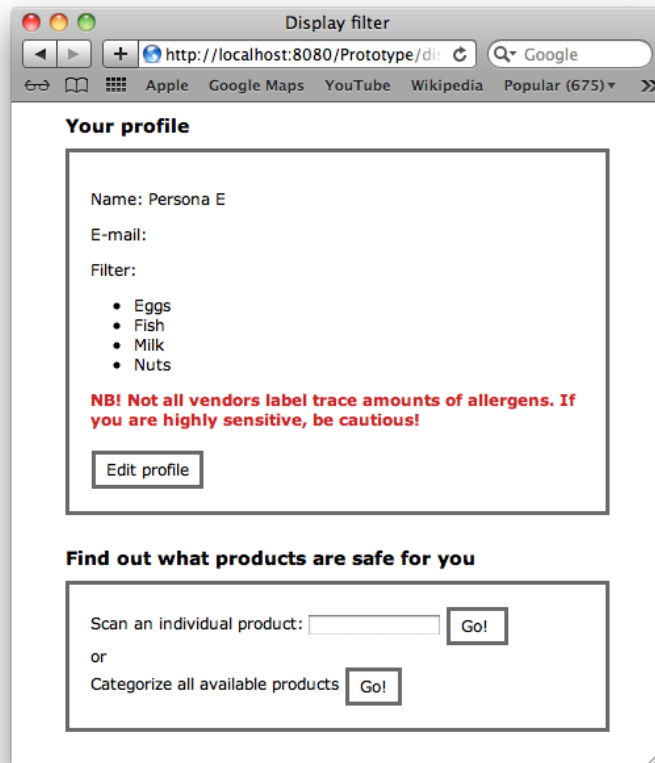 Display filter
http://localhost:8080/Prototype/di
Google
Apple Google Maps YouTube Wikipedia Popular (675)
Your profile
Name: Persona E
E-mail:
Filter:
• Eggs
• Fish
• Milk
• Nuts
NB! Not all vendors label trace amounts of allergens. If
you are highly sensitive, be cautious!
Edit profile
Find out what products are safe for you
Scan an individual product: Go!
or
Categorize all available products Go!